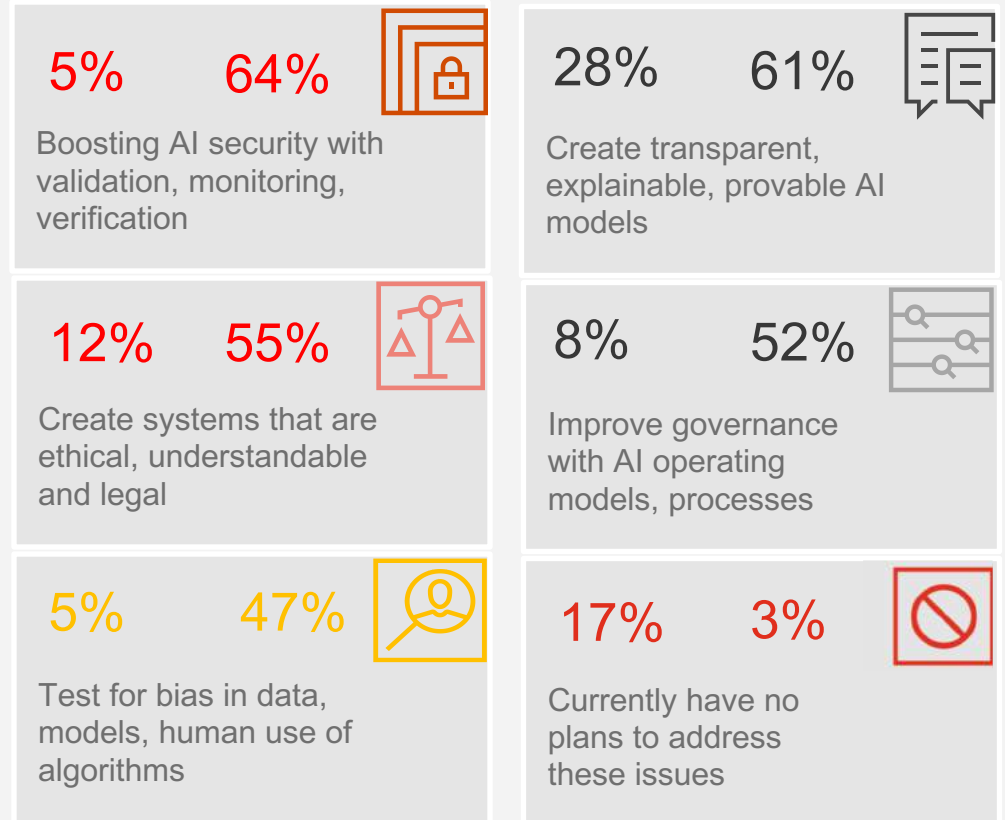 5% 64%
Boosting AI security with
validation, monitoring,
verification
28% 61%
Create transparent,
explainable, provable AI
models
12% 55%
Create systems that are
ethical, understandable
and legal
8% 52%
Improve governance
with AI operating
models, processes
5% 47%
Test for bias in data,
models, human use of
algorithms
17% 3%
Currently have no
plans to address
these issues